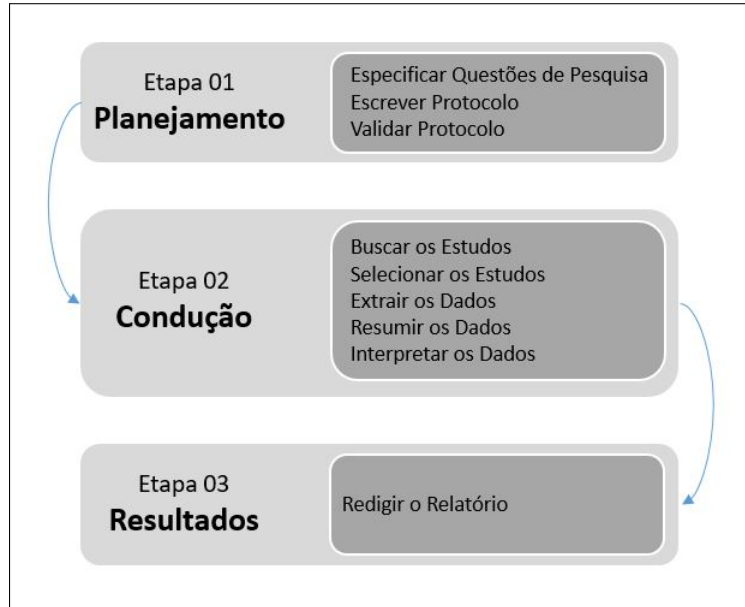 Etapa 01
Planejamento
Especificar Questões de Pesquisa
Escrever Protocolo
Validar Protocolo
Etapa 02
Condução
Buscar os Estudos
Selecionar os Estudos
Extrair os Dados
Resumir os Dados
Interpretar os Dados
Etapa 03
Resultados
Redigir o Relatório